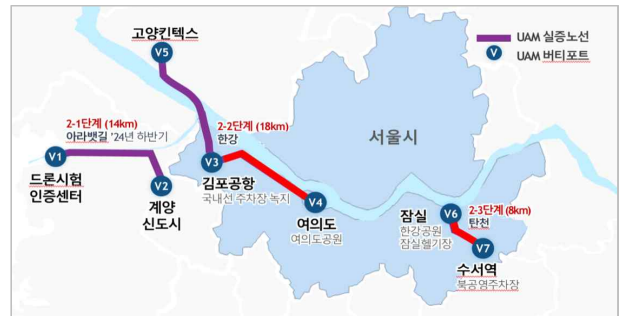 고양킨텍스
V5
UAM 실증노선
V
UAM 버티포트
2-1단계 (14km)
아라뱃길 '24년 하반기
2-2단계 (18km)
한강
서울시
V1
드론시험
인증센터
V2
계양
신도시
V3
김포공항
국내선 주차장 녹지
V4
여의도
여의도공원
잠실
한강공원
잠실헬기장
V6
2-3단계 (8km)
탄천
V7
수서역
북공영주차장